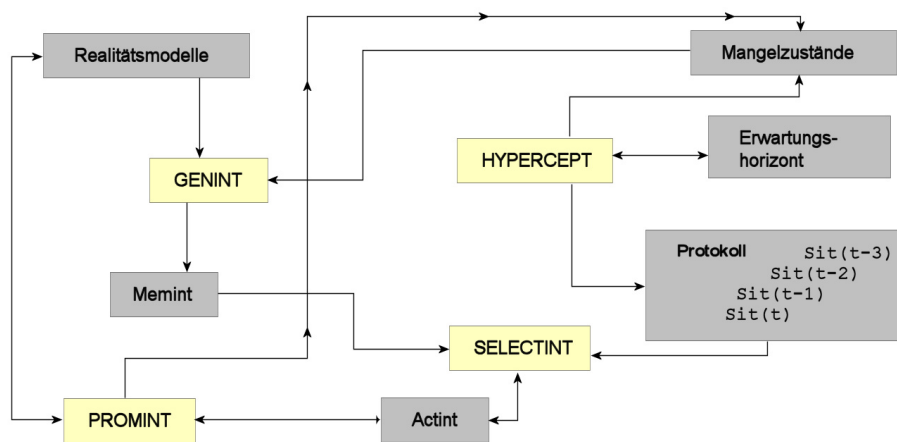 Realitätsmodelle
Mangelzustände
HYPERCEPT
Erwartungs-
horizont
GENINT
Protokoll
Sit(t-3)
Sit(t-2)
Sit(t-1)
Sit(t)
Memint
SELECTINT
PROMINT
Actint